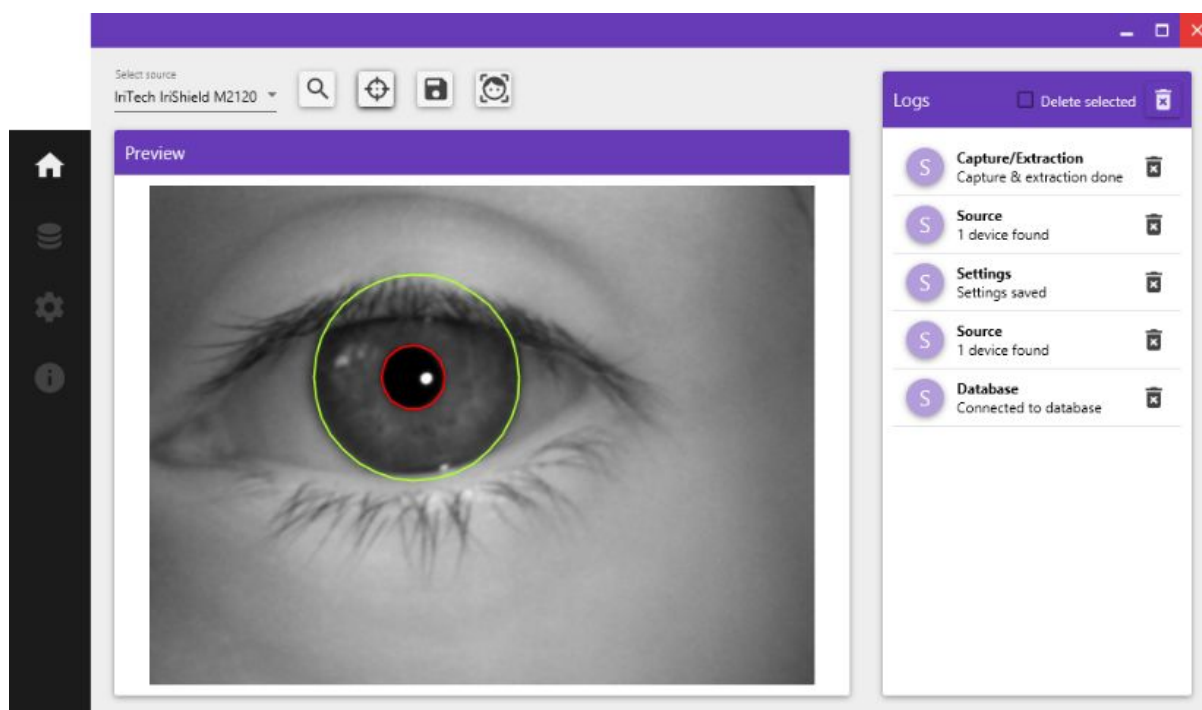 Select source
IriTech IriShield M2120
Preview
Logs
Delete selected
S
Capture/Extraction
Capture & extraction done
S
Source
1 device found
S
Settings
Settings saved
S
Source
1 device found
S
Database
Connected to database